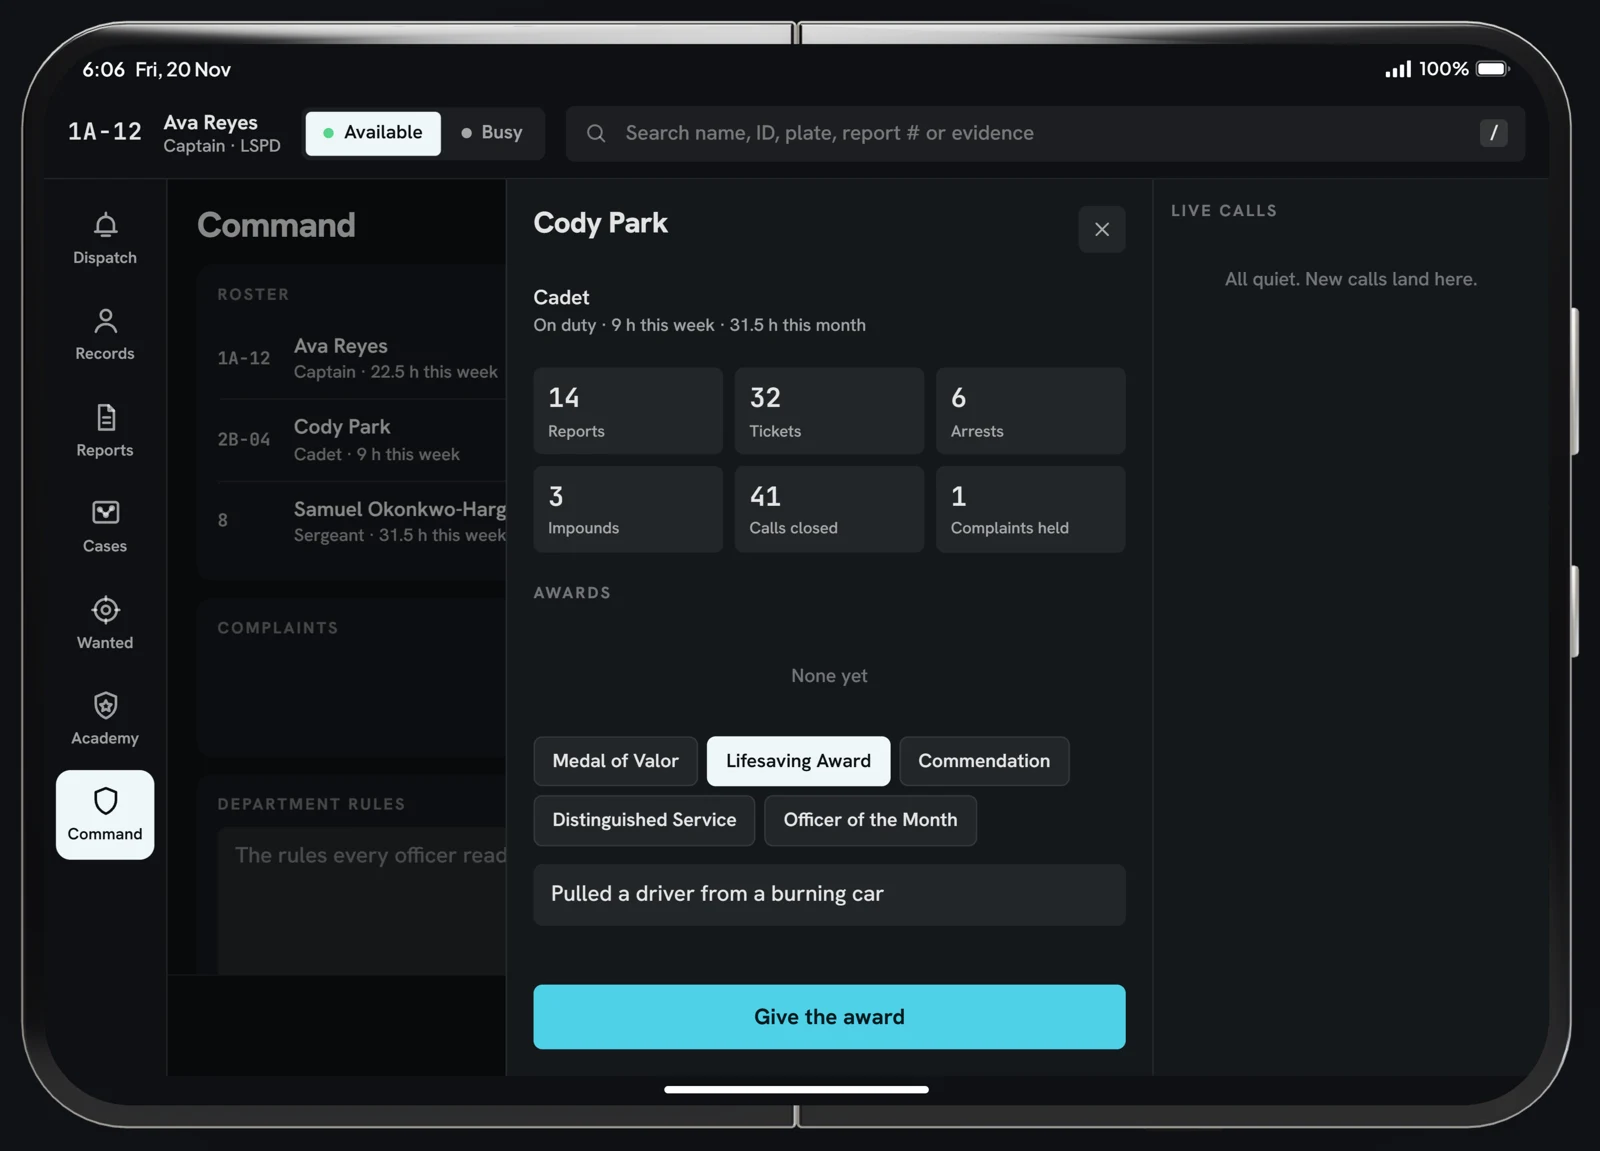 6:06 Fri, 20 Nov
100%
1A-12
Ava Reyes
Captain · LSPD
Available
Busy
Search name, ID, plate, report # or evidence
/
Dispatch
Records
Reports
Cases
Wanted
Academy
Command
Command
ROSTER
1A-12
Ava Reyes
Captain · 22.5 h this week
2B-04
Cody Park
Cadet · 9 h this week
8
Samuel Okonkwo-Harg
Sergeant · 31.5 h this week
COMPLAINTS
DEPARTMENT RULES
The rules every officer read
Cody Park
Cadet
On duty · 9 h this week · 31.5 h this month
14
Reports
32
Tickets
6
Arrests
3
Impounds
41
Calls closed
1
Complaints held
AWARDS
None yet
Medal of Valor
Lifesaving Award
Commendation
Distinguished Service
Officer of the Month
Pulled a driver from a burning car
Give the award
LIVE CALLS
All quiet. New calls land here.